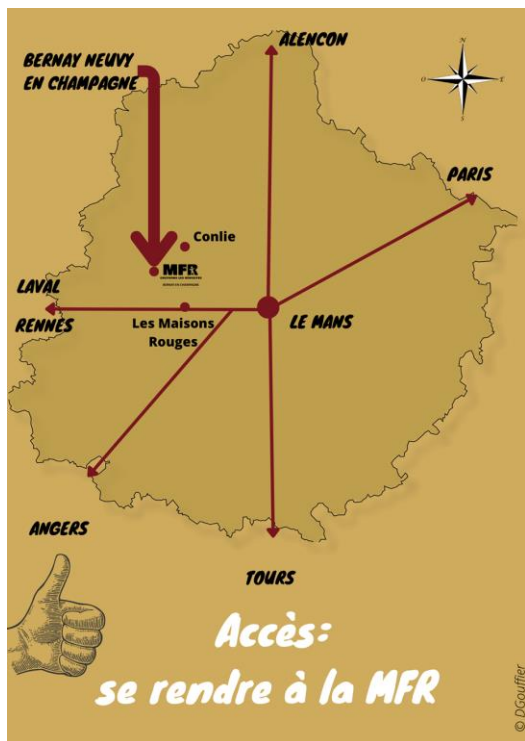 ALENCON
BERNAY NEUVY
EN CHAMPAGNE
N
O
E
S
PARIS
Conlie
MFR
LAVAL
RENNES
Les Maisons
Rouges
LE MANS
ANGERS
TOURS
Accès:
se rendre à la MFR
© DGouffier